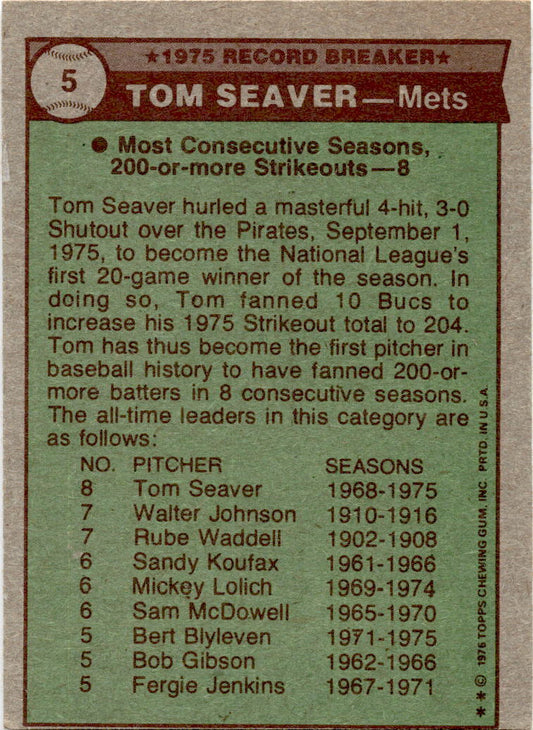 5
★1975 RECORD BREAKER★
TOM SEAVER—Mets
● Most Consecutive Seasons,
200-or-more Strikeouts—8
Tom Seaver hurled a masterful 4-hit, 3-0
Shutout over the Pirates, September 1,
1975, to become the National League's
first 20-game winner of the season. In
doing so, Tom fanned 10 Bucs to
increase his 1975 Strikeout total to 204.
Tom has thus become the first pitcher in
baseball history to have fanned 200-or-
more batters in 8 consecutive seasons.
The all-time leaders in this category are
as follows:
NO. PITCHER SEASONS
8 Tom Seaver 1968-1975
7 Walter Johnson 1910-1916
7 Rube Waddell 1902-1908
6 Sandy Koufax 1961-1966
6 Mickey Lolich 1969-1974
6 Sam McDowell 1965-1970
5 Bert Blyleven 1971-1975
5 Bob Gibson 1962-1966
5 Fergie Jenkins 1967-1971
✶✶© 1976 TOPPS CHEWING GUM, INC. PRTD. IN U.S.A.